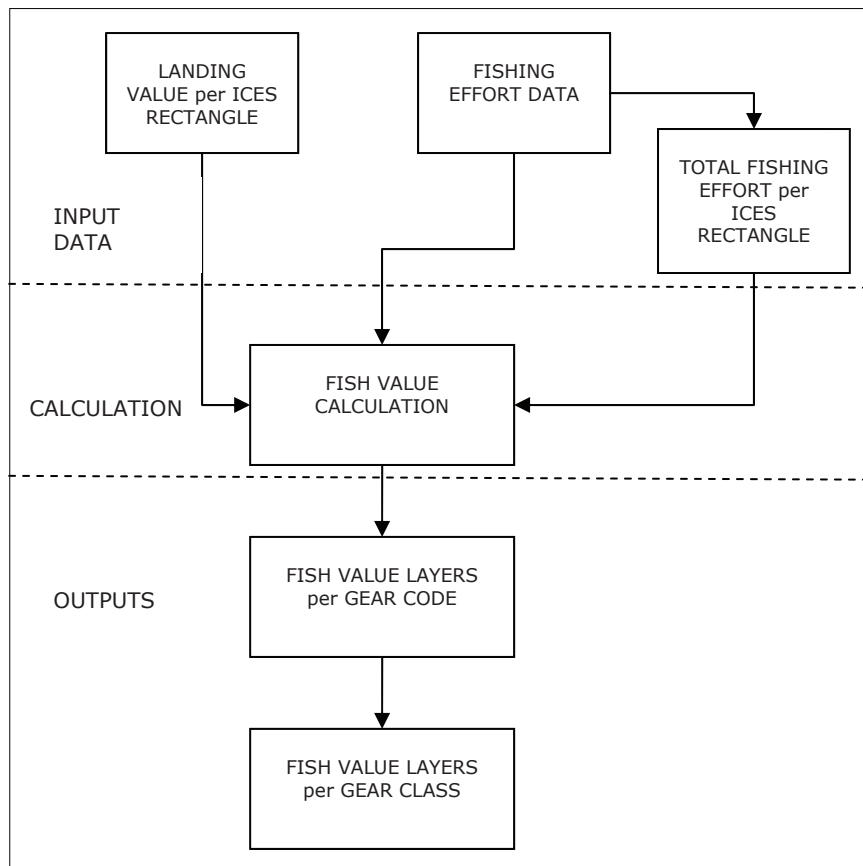 LANDING
VALUE per ICES
RECTANGLE
FISHING
EFFORT DATA
TOTAL FISHING
EFFORT per
ICES
RECTANGLE
INPUT
DATA
CALCULATION
FISH VALUE
CALCULATION
OUTPUTS
FISH VALUE LAYERS
per GEAR CODE
FISH VALUE LAYERS
per GEAR CLASS